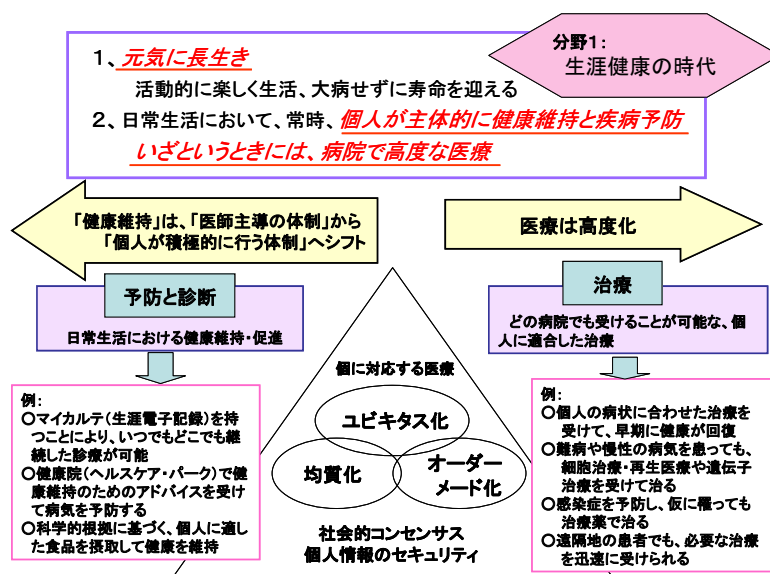 分野1：
生涯健康の時代
1、元気に長生き
活動的に楽しく生活、大病せずに寿命を迎える
2、日常生活において、常時、個人が主体的に健康維持と疾病予防
いざというときには、病院で高度な医療
「健康維持」は、「医師主導の体制」から
「個人が積極的に行う体制」へシフト
医療は高度化
予防と診断
日常生活における健康維持・促進
治療
どの病院でも受けることが可能な、個
人に適合した治療
例：
○マイカルテ（生涯電子記録）を持
つことにより、いつでもどこでも継
続した診療が可能
○健康院（ヘルスケア・パーク）で健
康維持のためのアドバイスを受け
て病気を予防する
○科学的根拠に基づく、個人に適し
た食品を摂取して健康を維持
個に対応する医療
ユビキタス化
均質化
オーダー
メード化
社会的コンセンサス
個人情報のセキュリティ
例：
○個人の病状に合わせた治療を
受けて、早期に健康が回復
○難病や慢性の病気を患っても、
細胞治療・再生医療や遺伝子
治療を受けて治る
○感染症を予防し、仮に罹っても
治療薬で治る
○遠隔地の患者でも、必要な治療
を迅速に受けられる